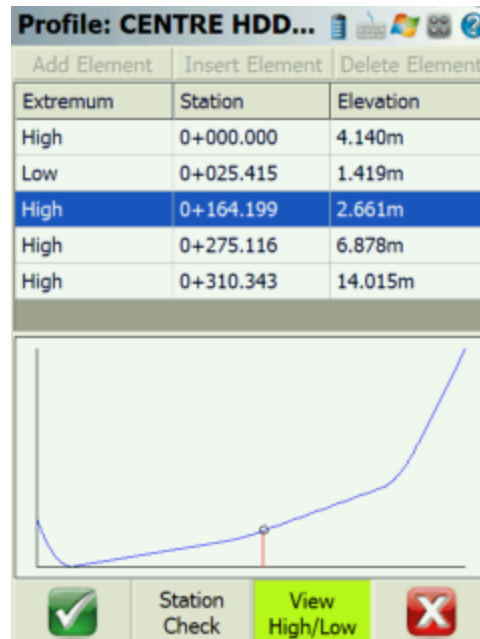 Profile: CENTRE HDD...
Add Element Insert Element Delete Element
Extremum Station Elevation
High 0+000.000 4.140m
Low 0+025.415 1.419m
High 0+164.199 2.661m
High 0+275.116 6.878m
High 0+310.343 14.015m
Station Check
View High/Low